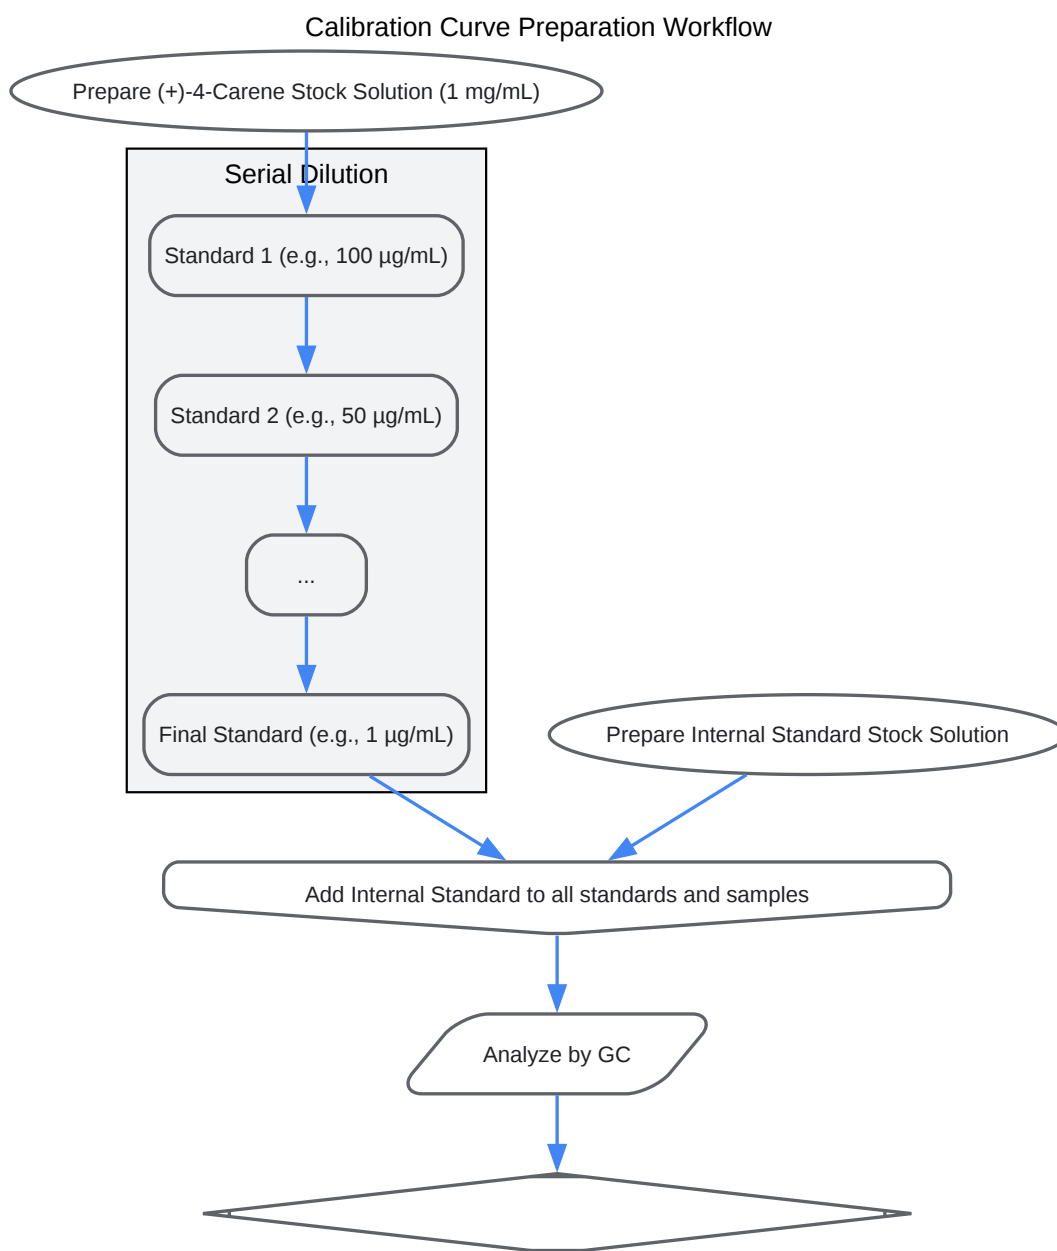 Calibration Curve Preparation Workflow
Prepare (+)-4-Carene Stock Solution (1 mg/mL)
Serial Dilution
Standard 1 (e.g., 100 µg/mL)
Standard 2 (e.g., 50 µg/mL)
...
Final Standard (e.g., 1 µg/mL)
Prepare Internal Standard Stock Solution
Add Internal Standard to all standards and samples
Analyze by GC